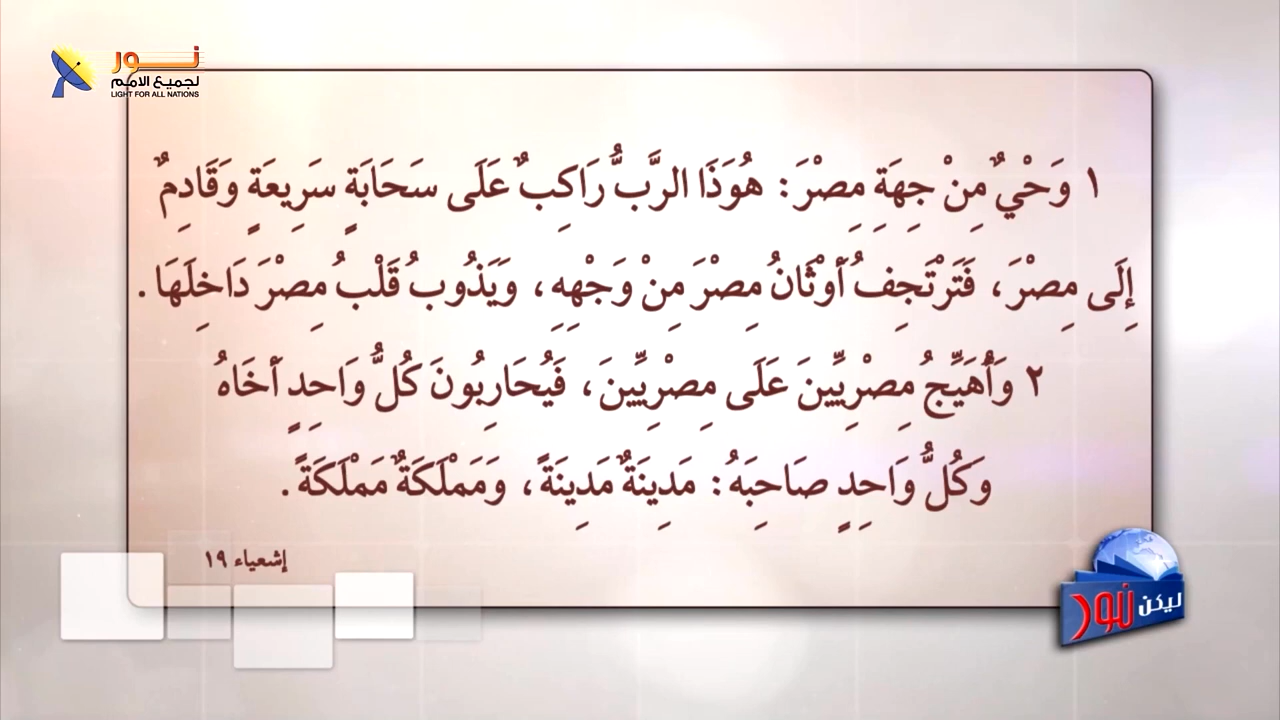 نور
لجميع الامم
LIGHT FOR ALL NATIONS
١ وَحْيٌ مِنْ جِهَةِ مِصْرَ: هُوَذَا الرَّبُّ رَاكِبٌ عَلَى سَحَابَةٍ سَرِيعَةٍ وَقَادِمٌ
إِلَى مِصْرَ، فَتَرْتَجِفُ أَوْثَانُ مِصْرَ مِنْ وَجْهِهِ، وَيَذُوبُ قَلْبُ مِصْرَ دَاخِلَهَا.
٢ وَأُهَيِّجُ مِصْرِيِّينَ عَلَى مِصْرِيِّينَ، فَيُحَارِبُونَ كُلُّ وَاحِدٍ أَخَاهُ
وَكُلُّ وَاحِدٍ صَاحِبَهُ: مَدِينَةٌ مَدِينَةً، وَمَمْلَكَةٌ مَمْلَكَةً.
إشعياء ١٩
ليكن نور